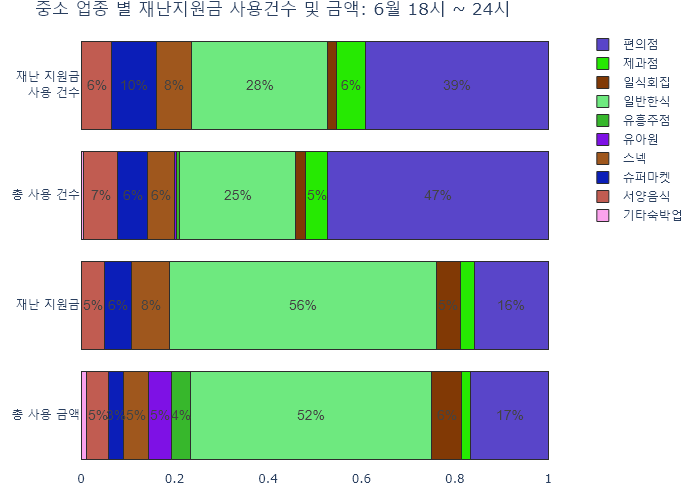 중소 업종 별 재난지원금 사용건수 및 금액: 6월 18시 ~ 24시
재난 지원금
사용 건수
6%
10%
8%
28%
6%
39%
총 사용 건수
7%
6%
6%
25%
5%
47%
재난 지원금
5%
6%
8%
56%
5%
16%
총 사용 금액
5%
3%
5%
5%
4%
52%
6%
17%
0
0.2
0.4
0.6
0.8
1
편의점
제과점
일식회집
일반한식
유흥주점
유아원
스넥
슈퍼마켓
서양음식
기타숙박업